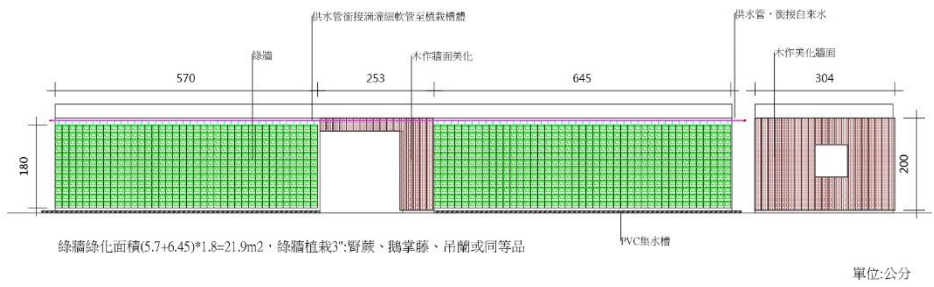 供水管銜接滴灌細軟管至植栽槽體
供水管，銜接自來水
綠牆
木作牆面美化
木作美化牆面
570
253
645
304
180
200
PVC集水槽
綠牆綠化面積(5.7+6.45)*1.8=21.9m2，綠牆植栽3":腎蕨、鵝掌藤、吊蘭或同等品
單位:公分